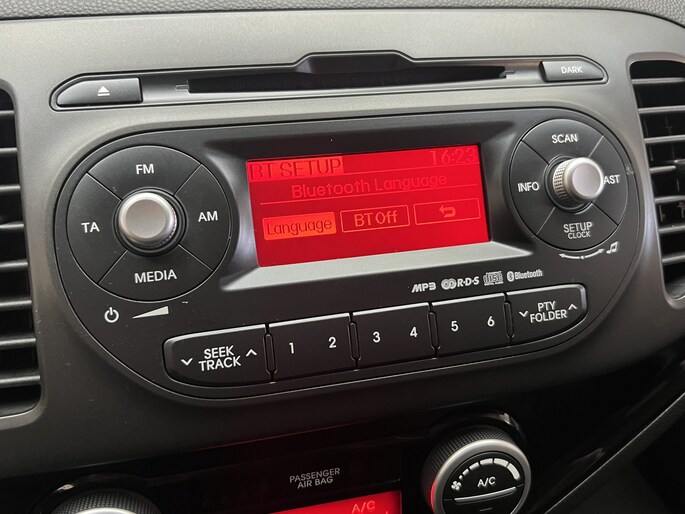 DARK
FM
TA
AM
MEDIA
BT SETUP 16:23
Bluetooth Language
Language BT Off
SCAN
INFO
AST
SETUP
CLOCK
MP3 R·D·S Bluetooth
SEEK
TRACK
1 2 3 4 5 6
PTY
FOLDER
PASSENGER
AIR BAG
A/C
A/C